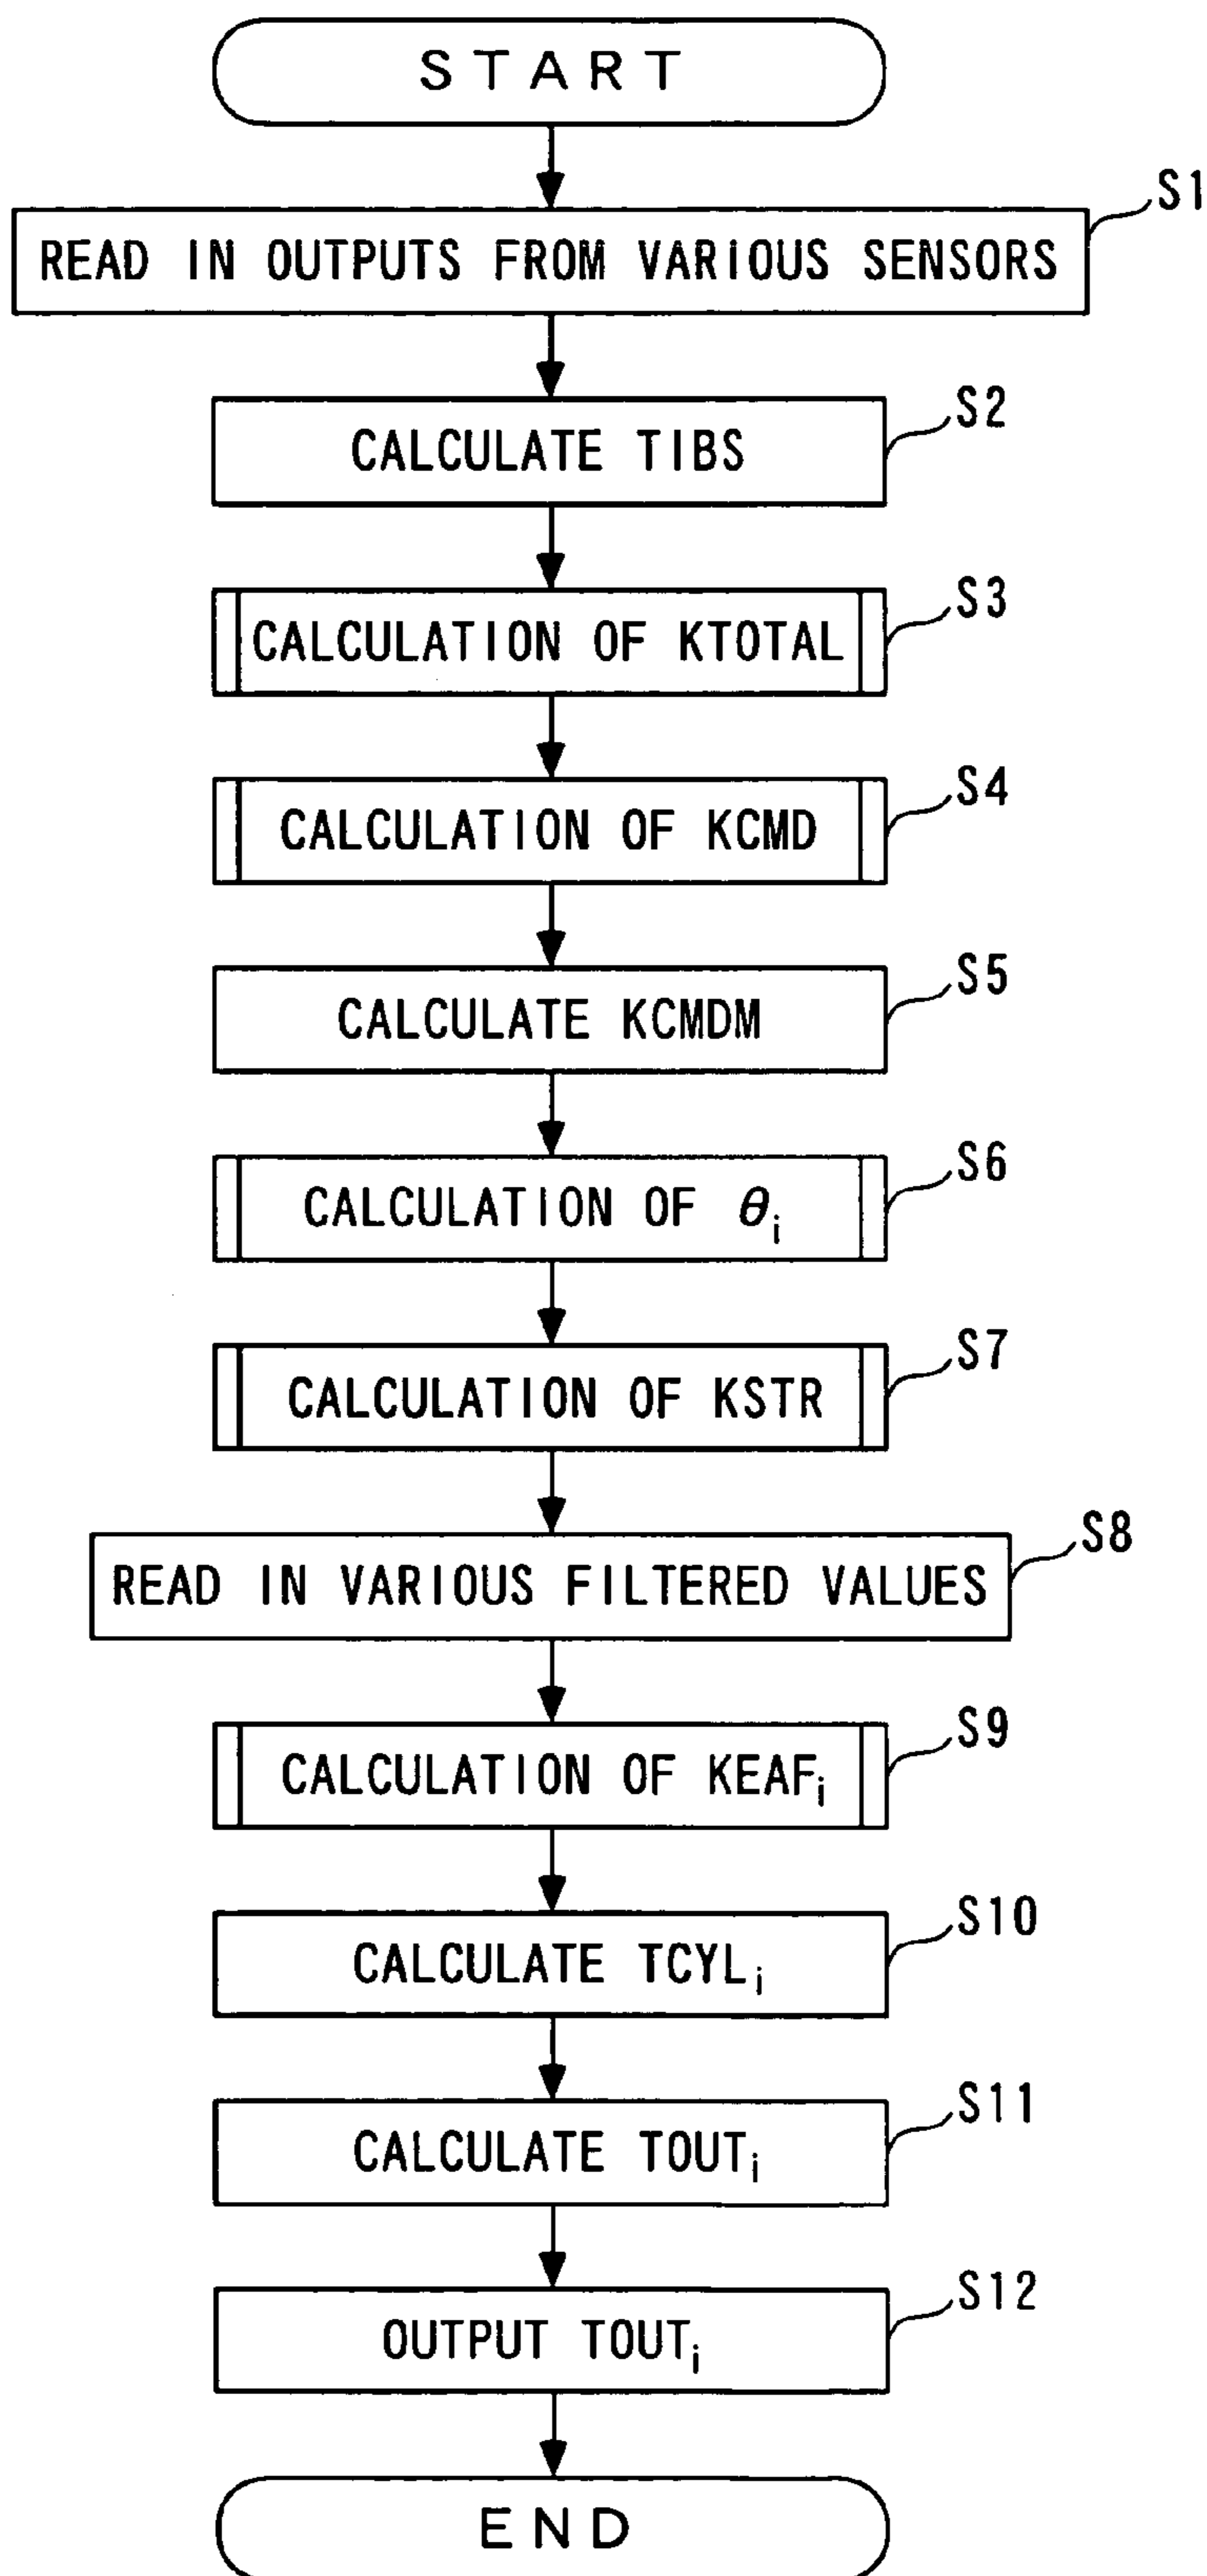 START
S1
READ IN OUTPUTS FROM VARIOUS SENSORS
S2
CALCULATE TIBS
S3
CALCULATION OF KTOTAL
S4
CALCULATION OF KCMD
S5
CALCULATE KCMDM
S6
CALCULATION OF θi
S7
CALCULATION OF KSTR
S8
READ IN VARIOUS FILTERED VALUES
S9
CALCULATION OF KEAFi
S10
CALCULATE TCYLi
S11
CALCULATE TOUTi
S12
OUTPUT TOUTi
END